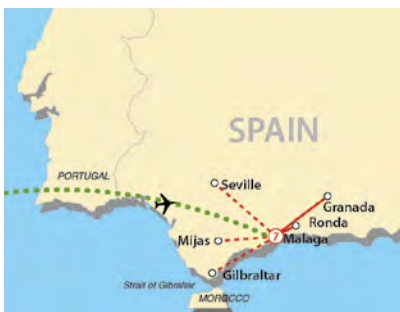 SPAIN
PORTUGAL
Seville
Granada
Ronda
7
Malaga
Mijas
Gilbraltar
Strait of Gibraltar
MOROCCO